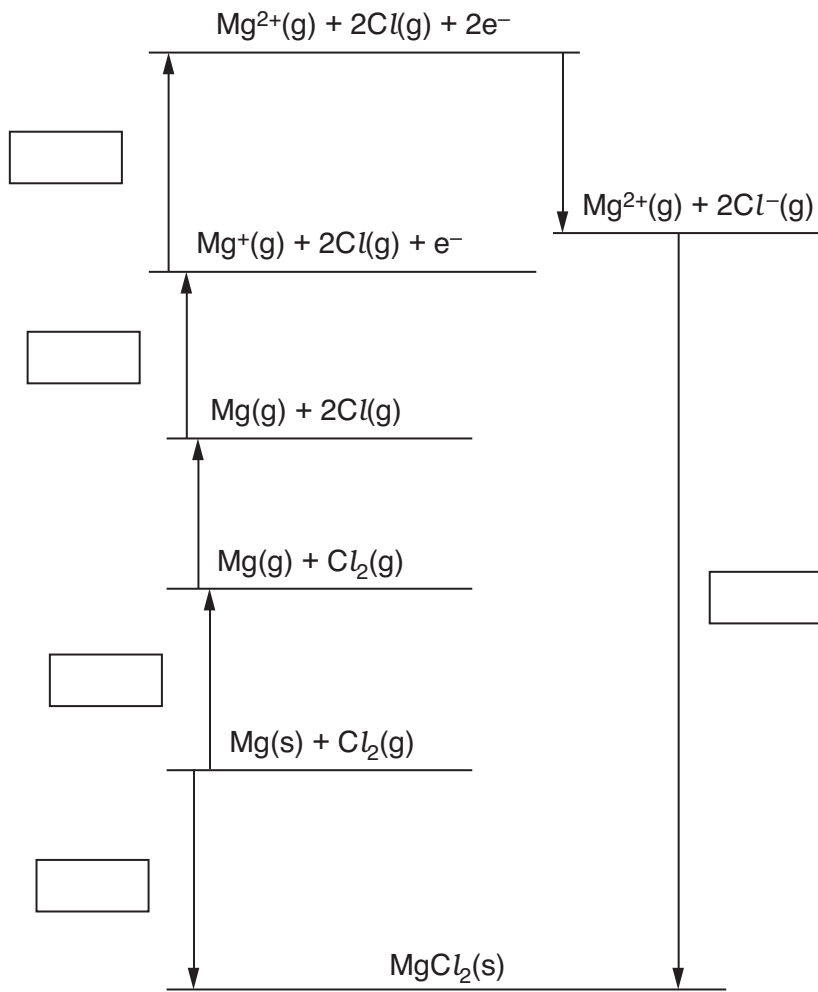 Mg²⁺(g) + 2Cl(g) + 2e⁻
Mg²⁺(g) + 2Cl⁻(g)
Mg⁺(g) + 2Cl(g) + e⁻
Mg(g) + 2Cl(g)
Mg(g) + Cl₂(g)
Mg(s) + Cl₂(g)
MgCl₂(s)